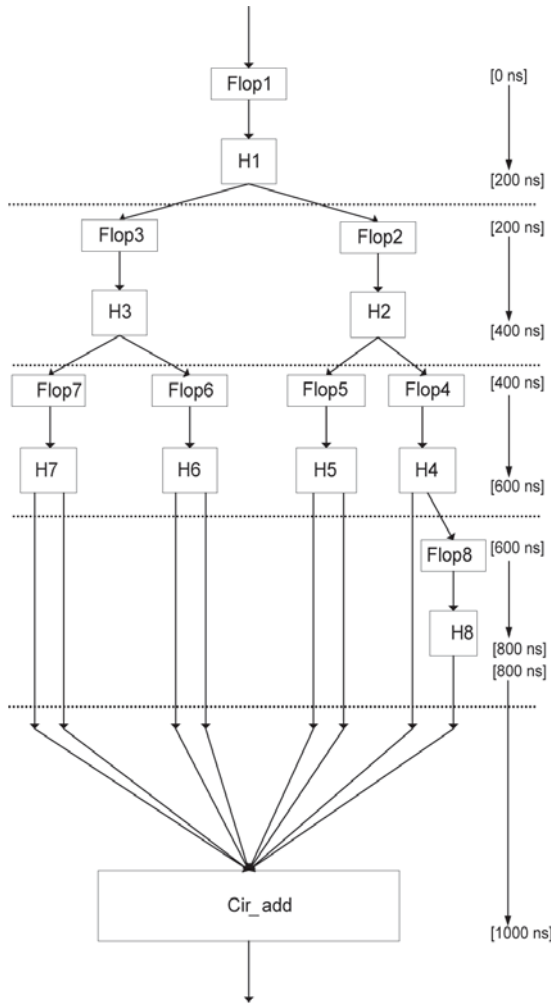 Flop1
[0 ns]
H1
[200 ns]
Flop3
Flop2
[200 ns]
H3
H2
[400 ns]
Flop7
Flop6
Flop5
Flop4
[400 ns]
H7
H6
H5
H4
[600 ns]
Flop8
[600 ns]
H8
[800 ns]
[800 ns]
Cir_add
[1000 ns]